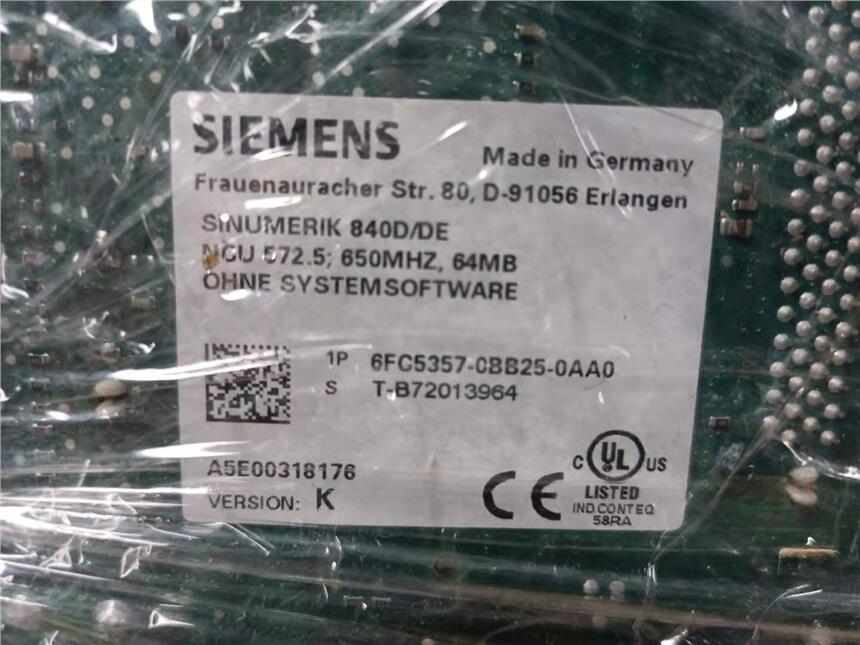 SIEMENS
Made in Germany
Frauenauracher Str. 80, D-91056 Erlangen
SINUMERIK 840D/DE
NCU 572.5; 650MHZ, 64MB
OHNE SYSTEMSOFTWARE
1P 6FC5357-0BB25-0AA0
S T-B72013964
A5E00318176
VERSION: K
CE
C UL US
LISTED
IND CONT EQ
58RA